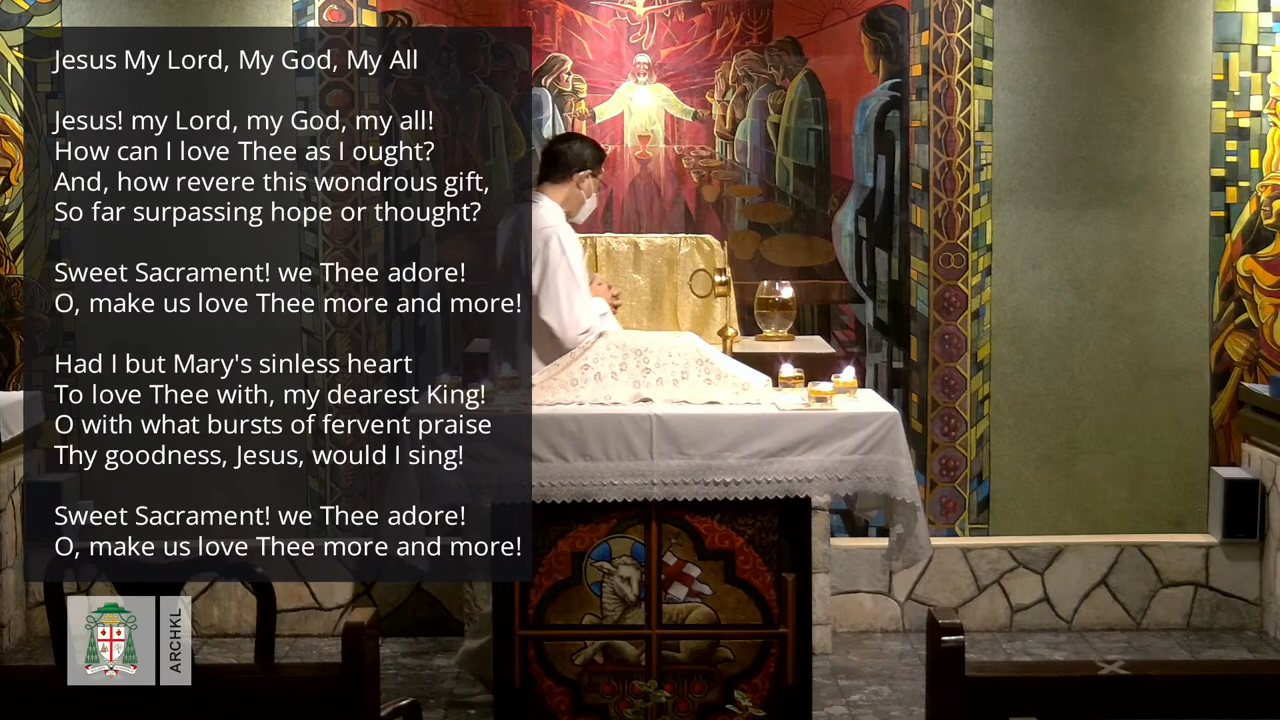 Jesus My Lord, My God, My All
Jesus! my Lord, my God, my all!
How can I love Thee as I ought?
And, how revere this wondrous gift,
So far surpassing hope or thought?
Sweet Sacrament! we Thee adore!
O, make us love Thee more and more!
Had I but Mary's sinless heart
To love Thee with, my dearest King!
O with what bursts of fervent praise
Thy goodness, Jesus, would I sing!
Sweet Sacrament! we Thee adore!
O, make us love Thee more and more!
ARCHKL